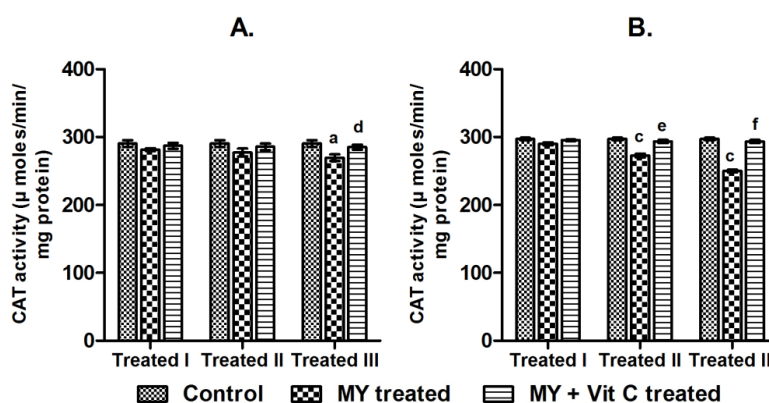 A.
B.
CAT activity (µ moles/min/
mg protein)
400
300
200
100
0
a
d
Treated I
Treated II
Treated III
CAT activity (µ moles/min/
mg protein)
400
300
200
100
0
c
e
c
f
Treated I
Treated II
Treated II
Control
MY treated
MY + Vit C treated